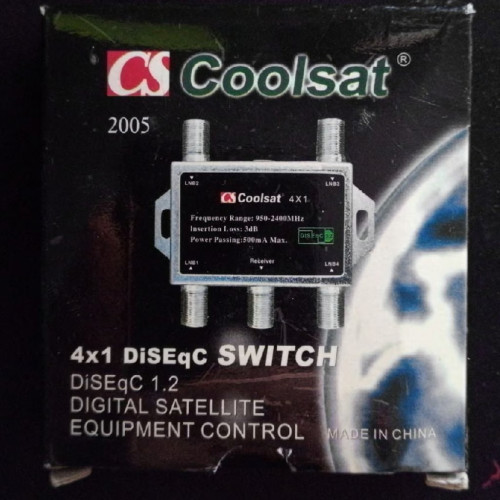 CS Coolsat®
2005
LNB2 LNB3
CS Coolsat 4X1
Frequency Range: 950-2400MHz
Insertion Loss: 3dB
Power Passing:500mA Max.
DiSEqC
LNB1 Receiver LNB4
4x1 DiSEqC SWITCH
DiSEqC 1.2
DIGITAL SATELLITE
EQUIPMENT CONTROL MADE IN CHINA